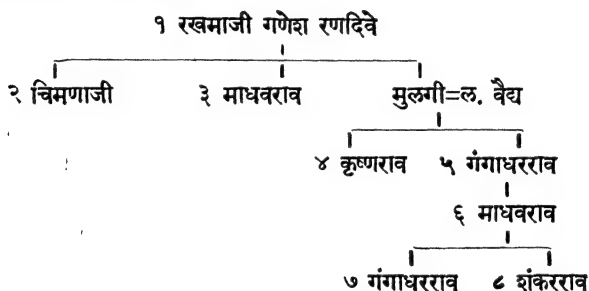 १ रखमाजी गणेश रणदिवे
२ चिमणाजी ३ माधवराव मुलगी=ल. वैद्य
४ कृष्णराव ५ गंगाधरराव
६ माधवराव
७ गंगाधरराव ८ शंकरराव